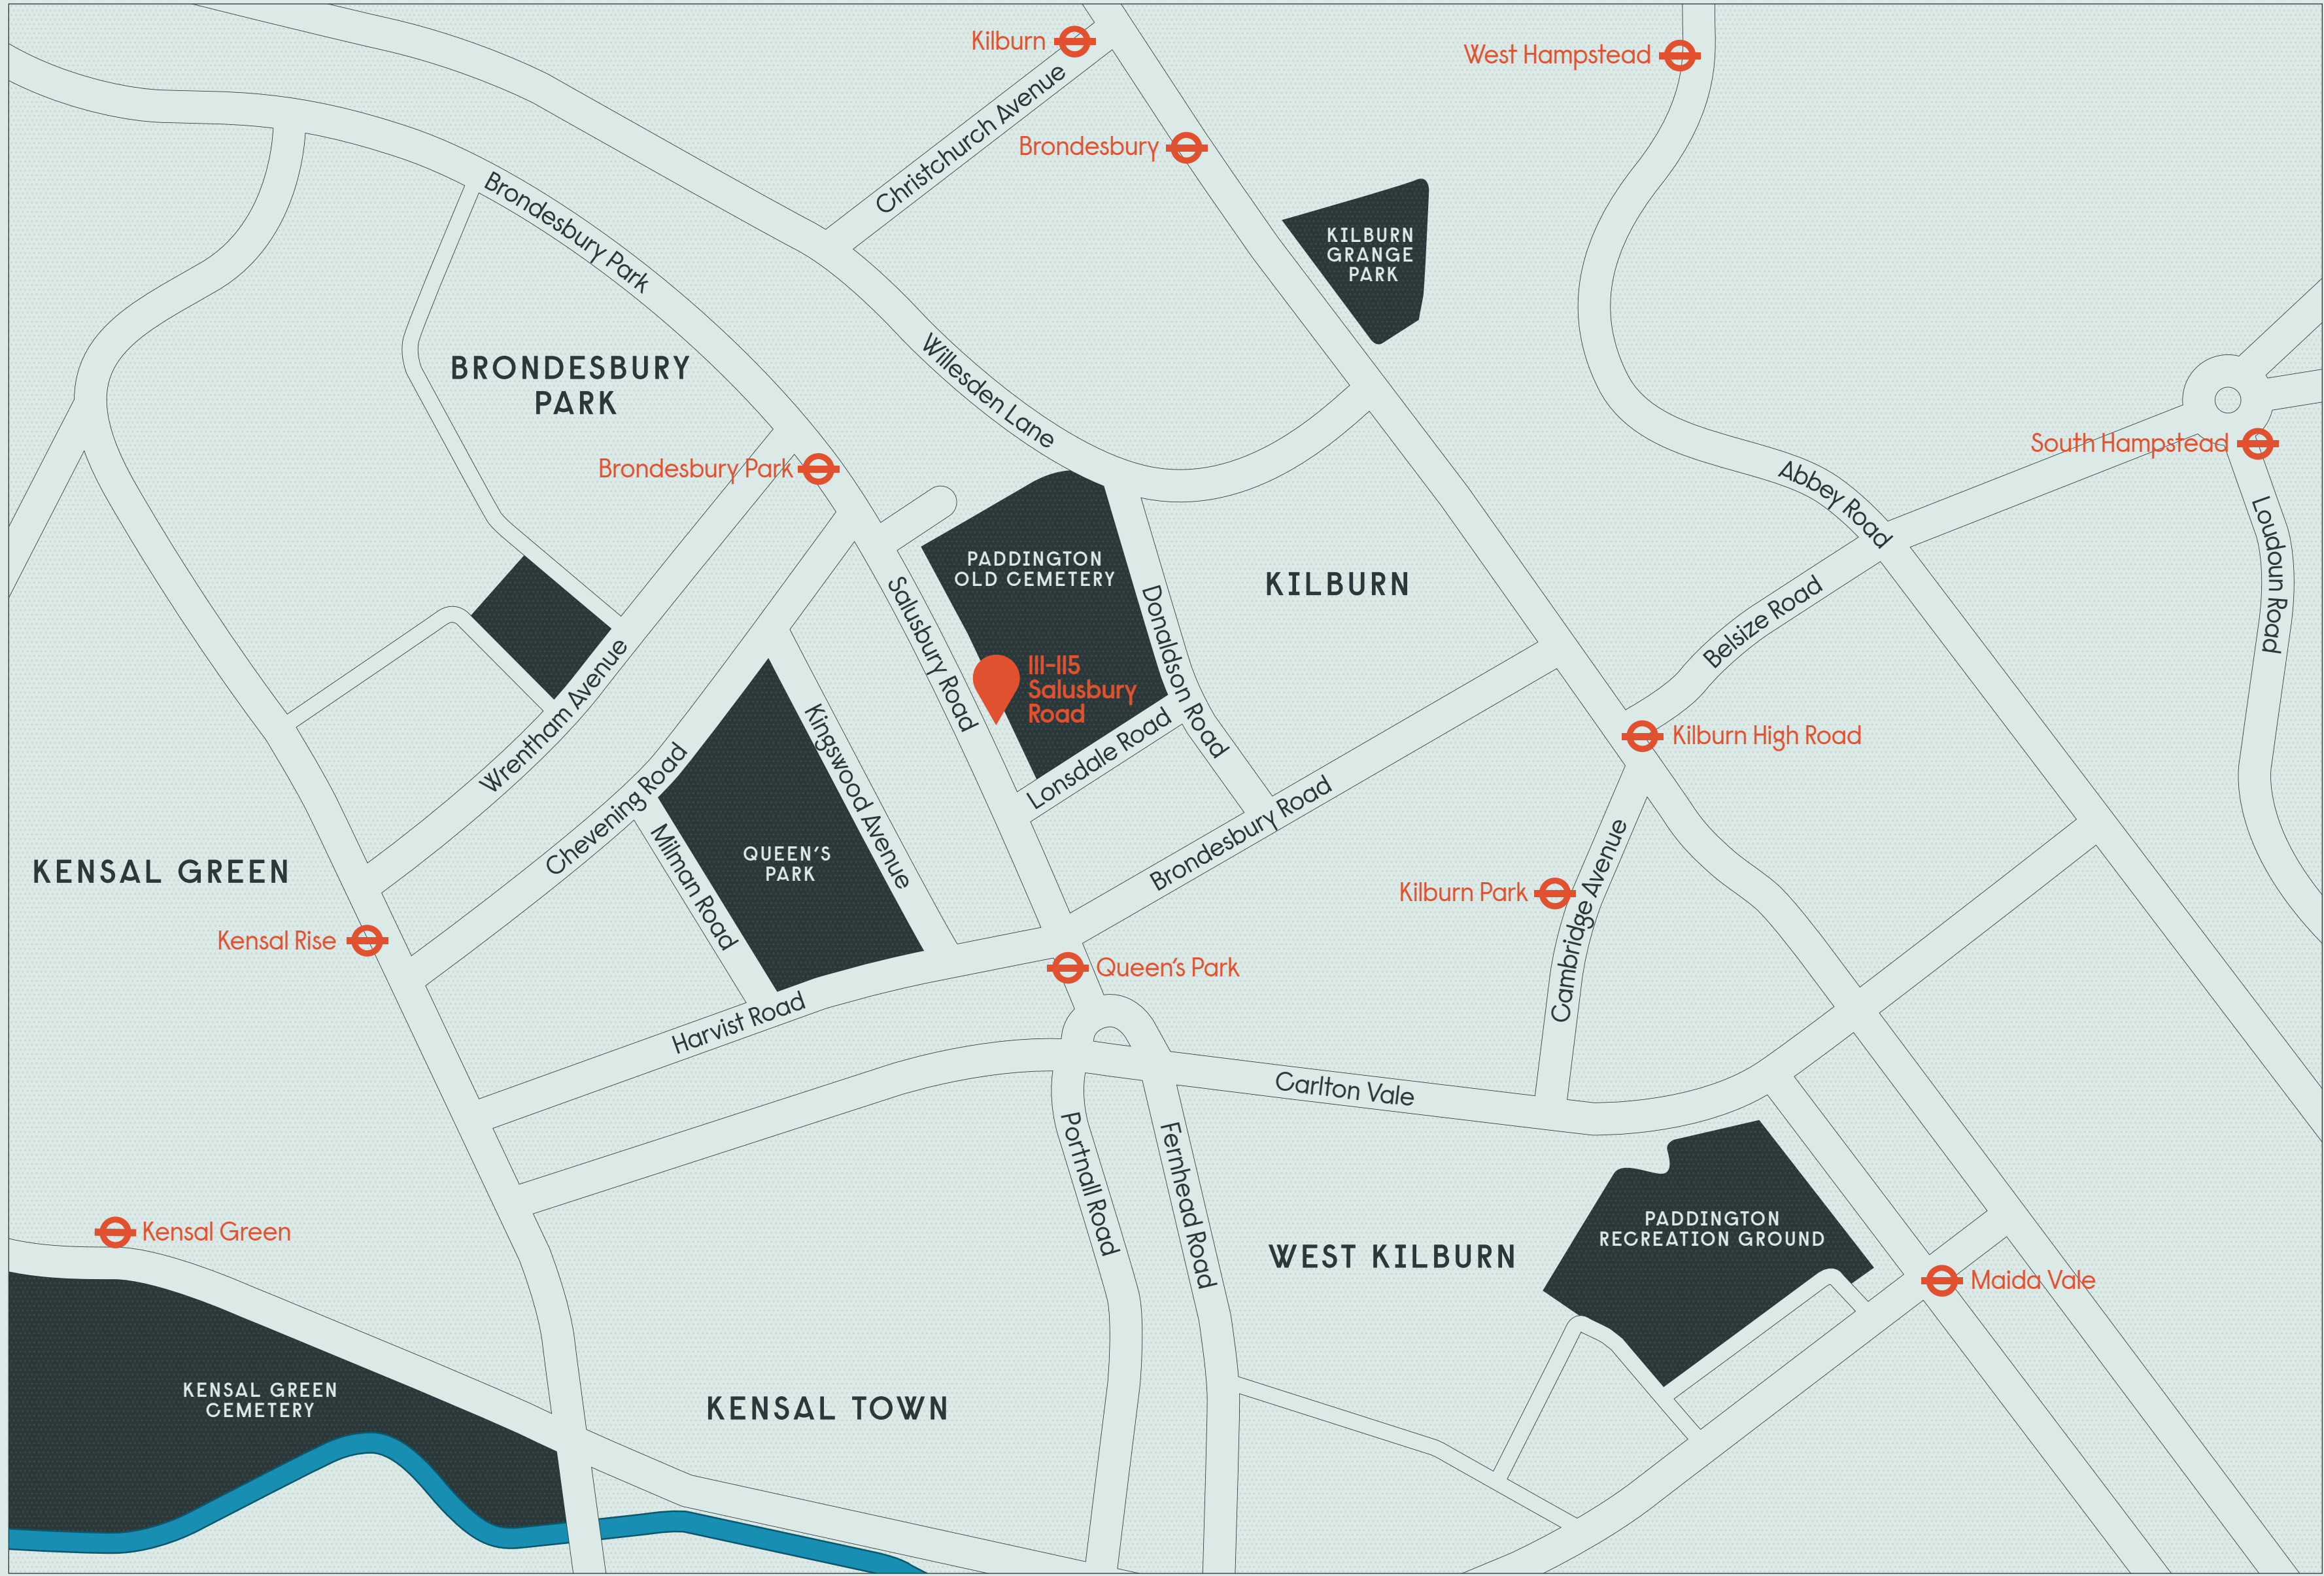 Kilburn
West Hampstead
Christchurch Avenue
Brondesbury
Brondesbury Park
KILBURN
GRANGE
PARK
BRONDESBURY
PARK
Willesden Lane
Brondesbury Park
South Hampstead
Abbey Road
Loudoun Road
PADDINGTON
OLD CEMETERY
KILBURN
Salusbury Road
Donaldson Road
Belsize Road
111-115
Salusbury
Road
Wrentham Avenue
Kingswood Avenue
Lonsdale Road
Kilburn High Road
Chevening Road
Milman Road
QUEEN'S
PARK
Brondesbury Road
KENSAL GREEN
Kilburn Park
Cambridge Avenue
Kensal Rise
Queen's Park
Harvist Road
Carlton Vale
Portnall Road
Fernhead Road
Kensal Green
PADDINGTON
RECREATION GROUND
WEST KILBURN
Maida Vale
KENSAL GREEN
CEMETERY
KENSAL TOWN